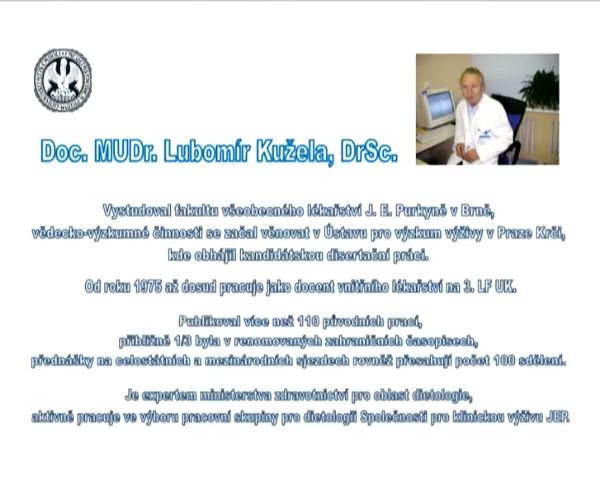 Doc. MUDr. Lubomír Kužela, DrSc.
Vystudoval fakultu všeobecného lékařství J. E. Purkyně v Brně,
vědecko-výzkumné činnosti se začal věnovat v Ústavu pro výzkum výživy v Praze Krči,
kde obhájil kandidátskou disertační práci.
Od roku 1975 až dosud pracuje jako docent vnitřního lékařství na 3. LF UK.
Publikoval více než 110 původních prací,
přibližně 1/3 byla v renomovaných zahraničních časopisech,
přednášky na celostátních a mezinárodních sjezdech rovněž přesahují počet 100 sdělení.
Je expertem ministerstva zdravotnictví pro oblast dietologie,
aktivně pracuje ve výboru pracovní skupiny pro dietologii Společnosti pro klinickou výživu JEP.